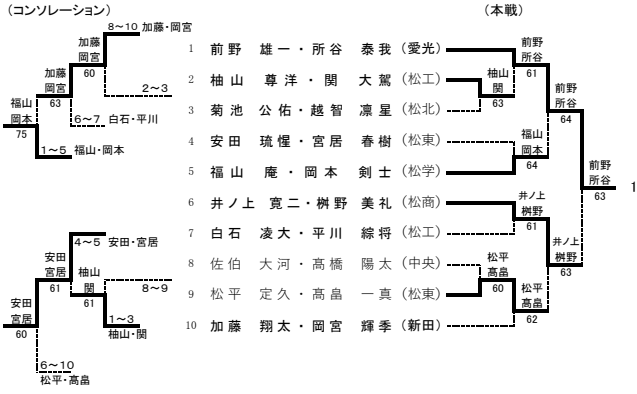 （コンソレーション）
（本戦）
8～10 加藤・岡宮
加藤
岡宮
60
2～3
加藤
岡宮
63
6～7 白石・平川
福山
岡本
75
1～5 福山・岡本
4～5 安田・宮居
安田
宮居
61
柚山
関
61
8～9
1～3
柚山・関
安田
宮居
60
6～10
松平・髙畠
1 前野 雄一・所谷 泰我 （愛光）
2 柚山 尊洋・関 大駕 （松工）
3 菊池 公佑・越智 凛星 （松北）
4 安田 琉惺・宮居 春樹 （松東）
5 福山 庵・岡本 剣士 （松学）
6 井ノ上 寛二・桝野 美礼 （松商）
7 白石 凌大・平川 綜将 （松工）
8 佐伯 大河・髙橋 陽太 （中央）
9 松平 定久・髙畠 一真 （松東）
10 加藤 翔太・岡宮 輝季 （新田）
前野
所谷
61
柚山
関
63
前野
所谷
64
福山
岡本
64
前野
所谷
63
1
井ノ上
桝野
61
井ノ上
桝野
63
松平
髙畠
60
松平
髙畠
62